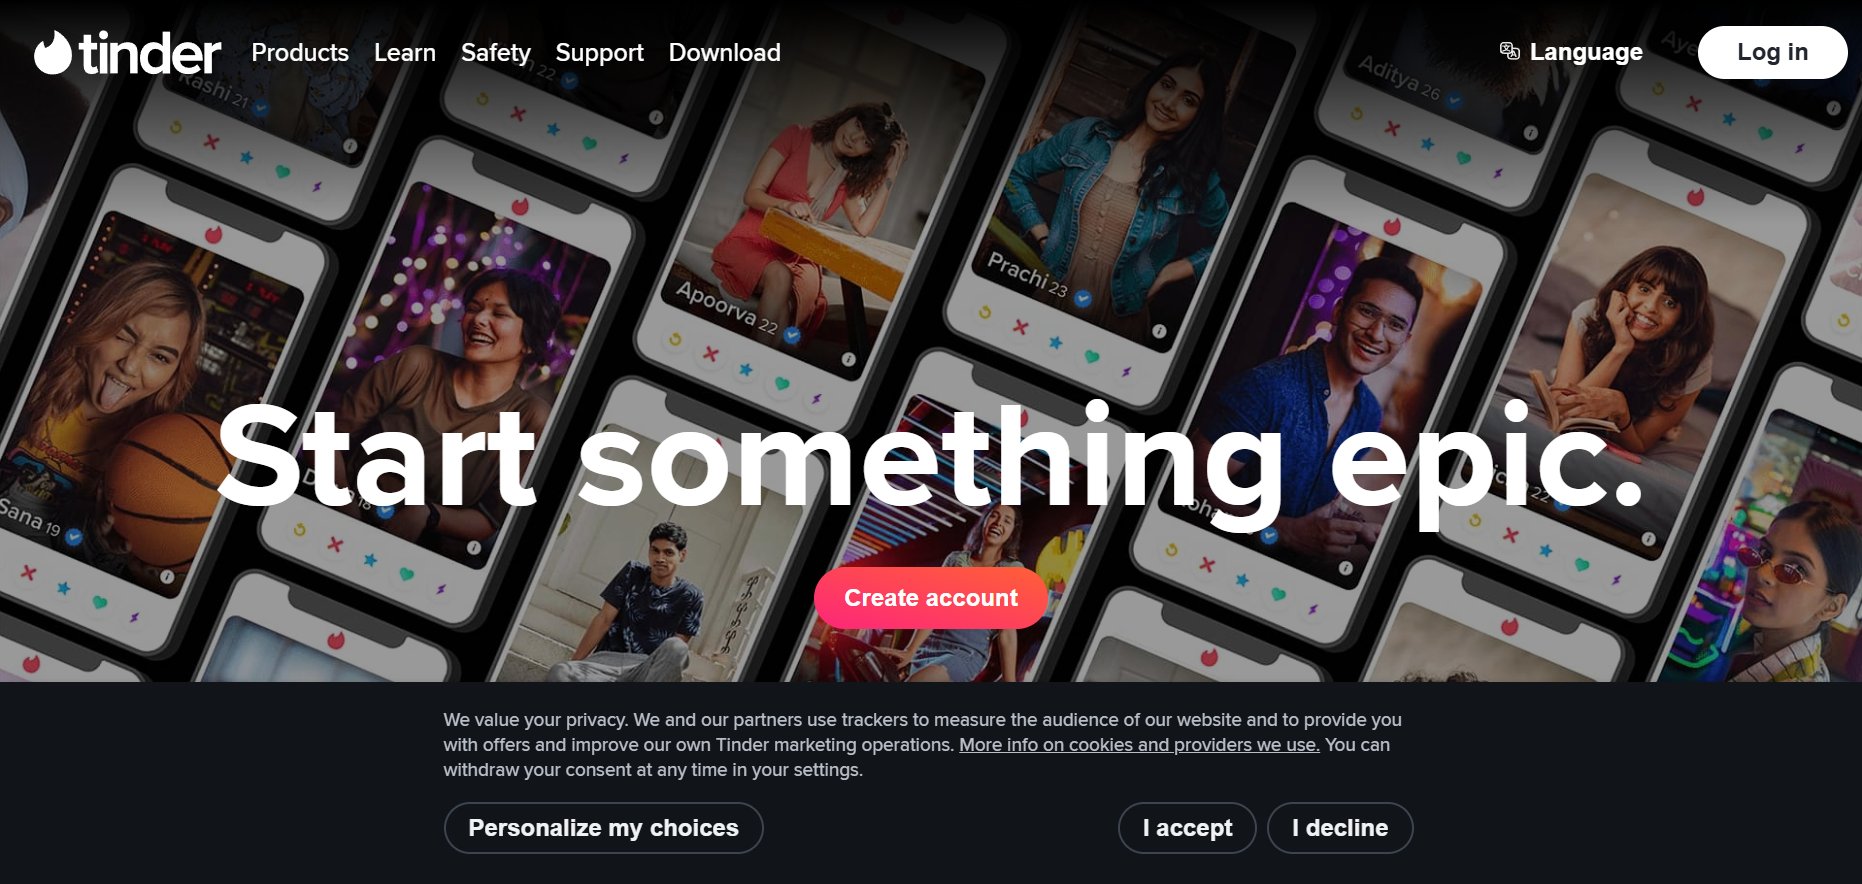 tinder
Products
Learn
Safety
Support
Download
Language
Log in
Rashi 21
22
Aditya 26
Aye
Apoorva 22
Prachi 23
Sana 19
18
22
Start something epic.
Create account
We value your privacy. We and our partners use trackers to measure the audience of our website and to provide you
with offers and improve our own Tinder marketing operations. More info on cookies and providers we use. You can
withdraw your consent at any time in your settings.
Personalize my choices
I accept
I decline